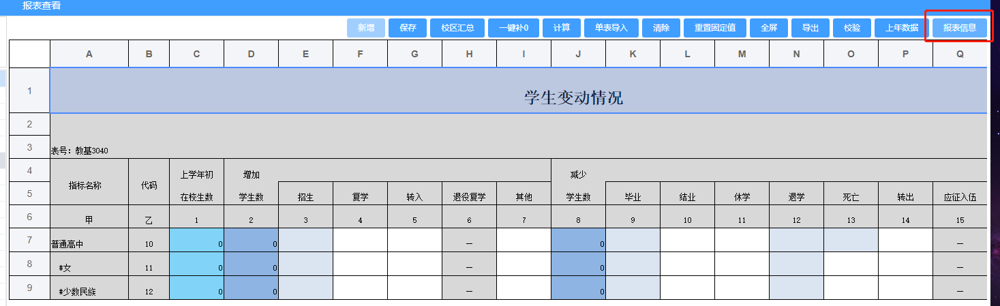 报表查看
新增 保存 校区汇总 一键补0 计算 单表导入 清除 重置固定值 全屏 导出 校验 上年数据 报表信息
A B C D E F G H I J K L M N O P Q
1 学生变动情况
2
3 表号：教基3040
4 上学年初 增加 减少
指标名称 代码
5 在校生数 学生数 招生 复学 转入 退役复学 其他 学生数 毕业 结业 休学 退学 死亡 转出 应征入伍
6 甲 乙 1 2 3 4 5 6 7 8 9 10 11 12 13 14 15
7 普通高中 10 0 0 — 0 —
8 #女 11 0 0 — 0 —
9 #少数民族 12 0 0 — 0 —